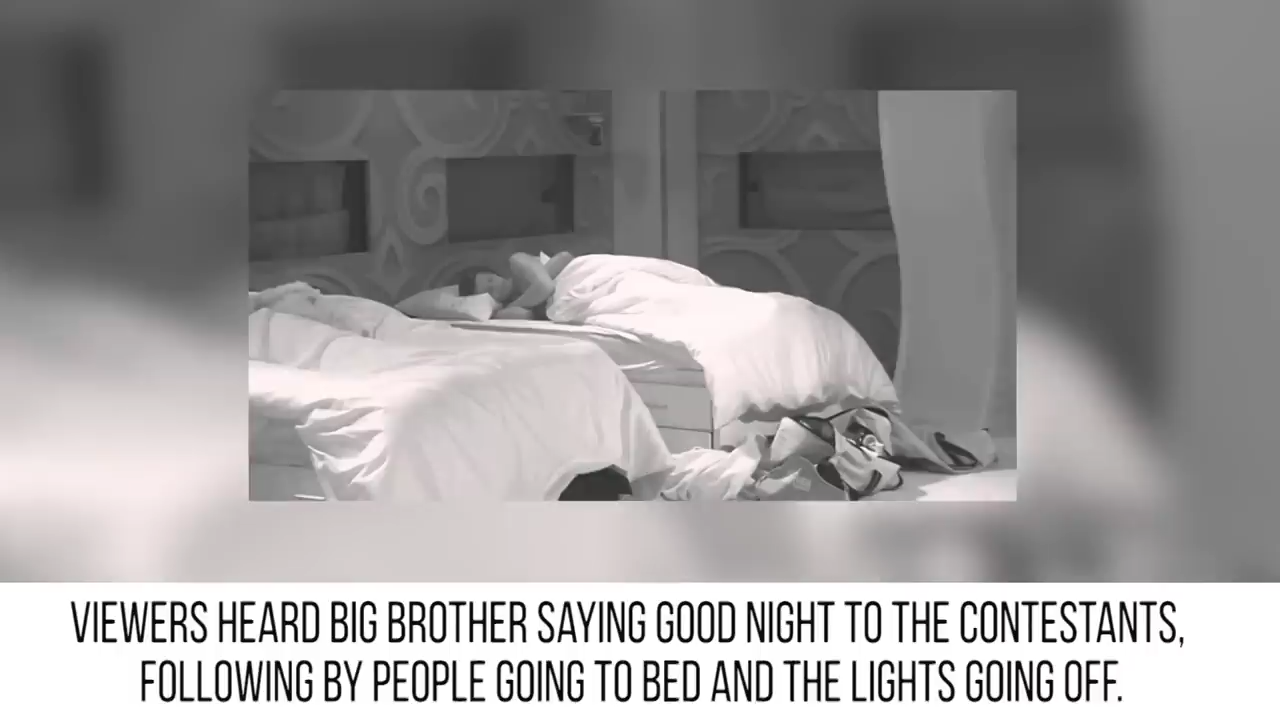 VIEWERS HEARD BIG BROTHER SAYING GOOD NIGHT TO THE CONTESTANTS,
FOLLOWING BY PEOPLE GOING TO BED AND THE LIGHTS GOING OFF.